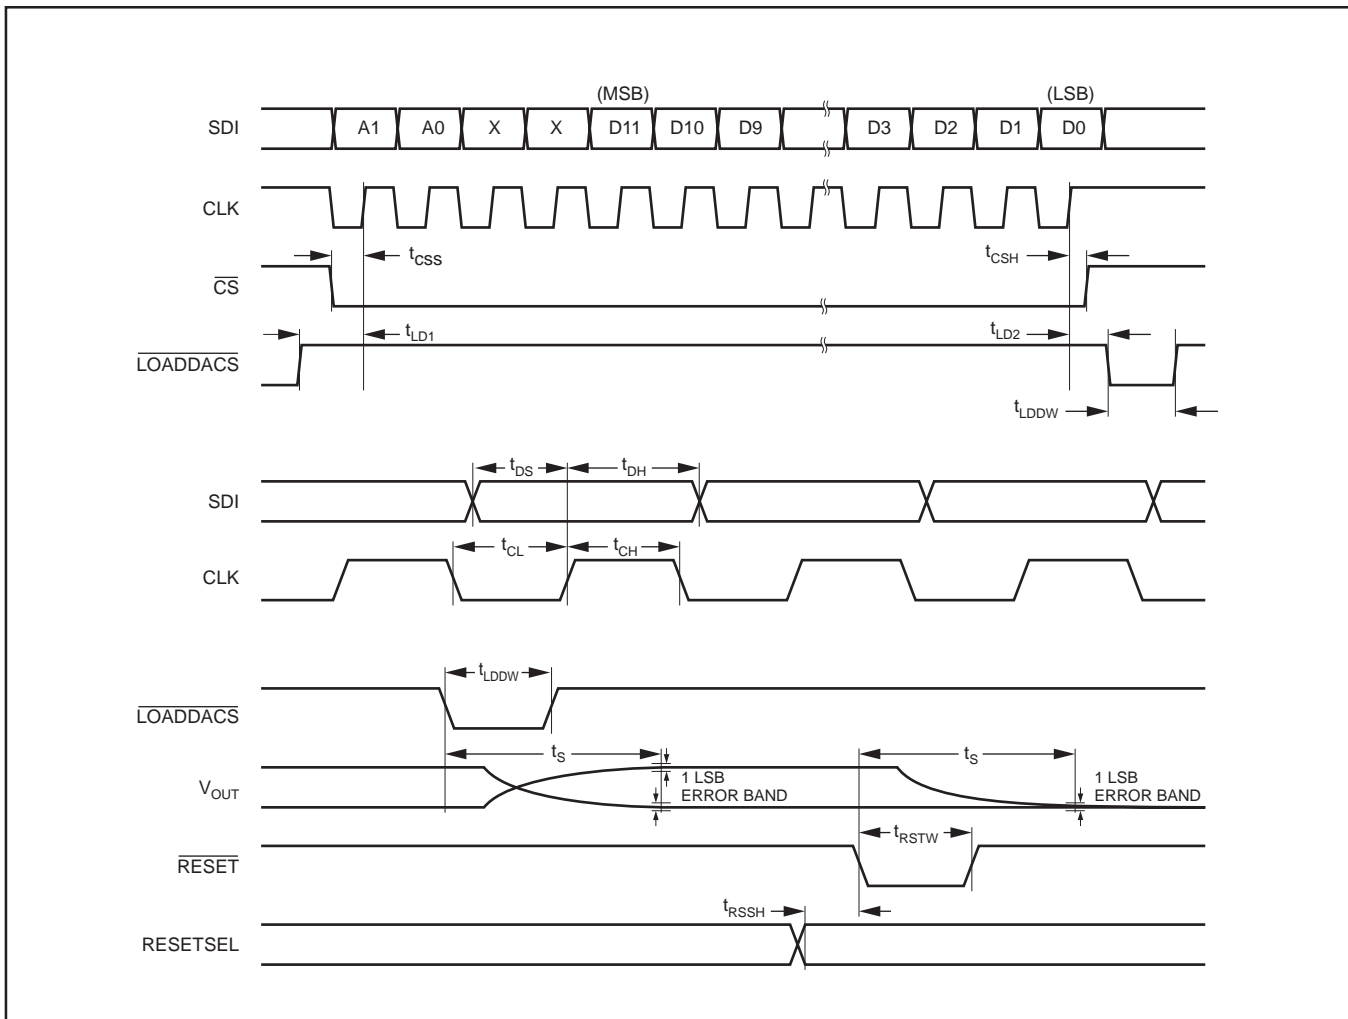 (MSB) (LSB)
SDI A1 A0 X X D11 D10 D9 D3 D2 D1 D0
CLK
tCSS tCSH
CS
tLD1 tLD2
LOADDACS
tLDDW
tDS tDH
SDI
tCL tCH
CLK
tLDDW
LOADDACS
tS tS
VOUT
1 LSB
ERROR BAND
1 LSB
ERROR BAND
tRSTW
RESET
tRSSH
RESETSEL